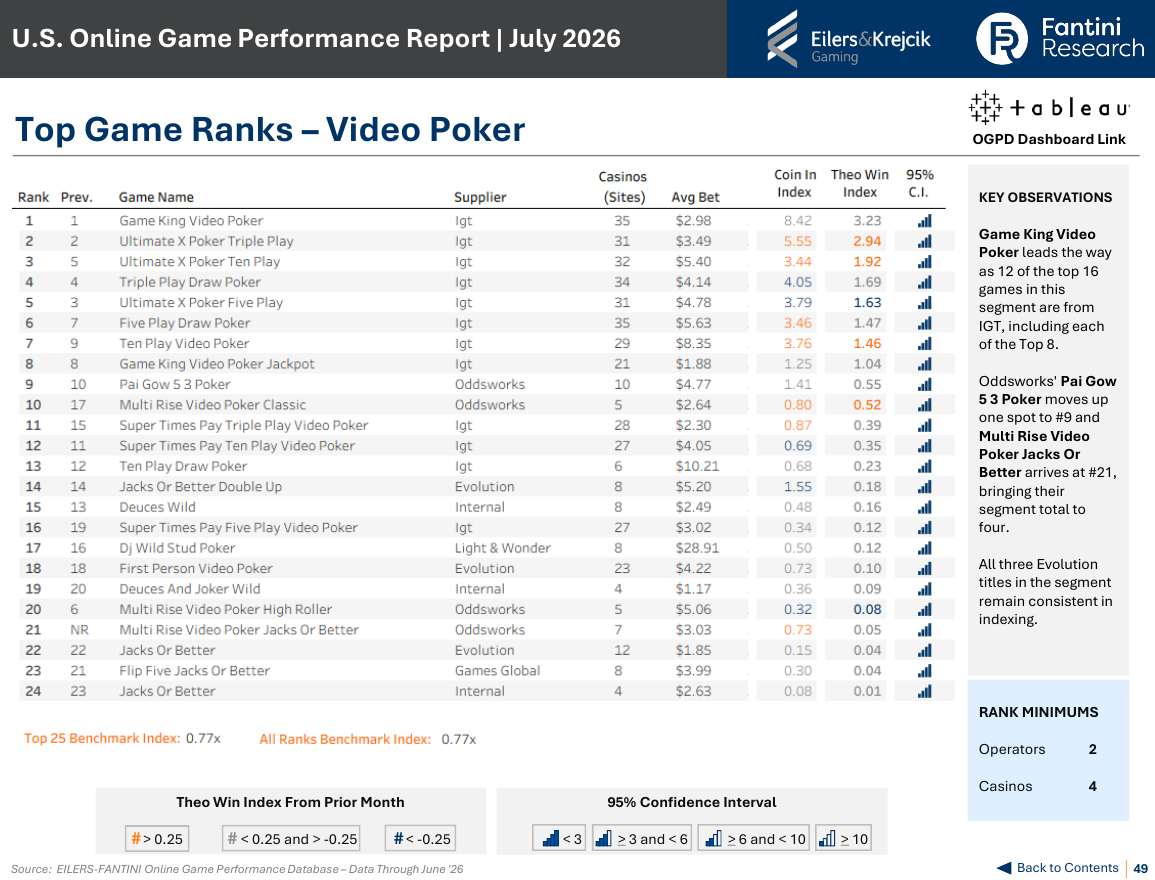 U.S. Online Game Performance Report | July 2026
Eilers&Krejcik
Gaming
Fantini
Research
Top Game Ranks – Video Poker
+ a b l e a u
OGPD Dashboard Link
Rank Prev. Game Name Supplier Casinos (Sites) Avg Bet Coin In Index Theo Win Index 95% C.I.
1 1 Game King Video Poker Igt 35 $2.98 8.42 3.23
2 2 Ultimate X Poker Triple Play Igt 31 $3.49 5.55 2.94
3 5 Ultimate X Poker Ten Play Igt 32 $5.40 3.44 1.92
4 4 Triple Play Draw Poker Igt 34 $4.14 4.05 1.69
5 3 Ultimate X Poker Five Play Igt 31 $4.78 3.79 1.63
6 7 Five Play Draw Poker Igt 35 $5.63 3.46 1.47
7 9 Ten Play Video Poker Igt 29 $8.35 3.76 1.46
8 8 Game King Video Poker Jackpot Igt 21 $1.88 1.25 1.04
9 10 Pai Gow 5 3 Poker Oddsworks 10 $4.77 1.41 0.55
10 17 Multi Rise Video Poker Classic Oddsworks 5 $2.64 0.80 0.52
11 15 Super Times Pay Triple Play Video Poker Igt 28 $2.30 0.87 0.39
12 11 Super Times Pay Ten Play Video Poker Igt 27 $4.05 0.69 0.35
13 12 Ten Play Draw Poker Igt 6 $10.21 0.68 0.23
14 14 Jacks Or Better Double Up Evolution 8 $5.20 1.55 0.18
15 13 Deuces Wild Internal 8 $2.49 0.48 0.16
16 19 Super Times Pay Five Play Video Poker Igt 27 $3.02 0.34 0.12
17 16 Dj Wild Stud Poker Light & Wonder 8 $28.91 0.50 0.12
18 18 First Person Video Poker Evolution 23 $4.22 0.73 0.10
19 20 Deuces And Joker Wild Internal 4 $1.17 0.36 0.09
20 6 Multi Rise Video Poker High Roller Oddsworks 5 $5.06 0.32 0.08
21 NR Multi Rise Video Poker Jacks Or Better Oddsworks 7 $3.03 0.73 0.05
22 22 Jacks Or Better Evolution 12 $1.85 0.15 0.04
23 21 Flip Five Jacks Or Better Games Global 8 $3.99 0.30 0.04
24 23 Jacks Or Better Internal 4 $2.63 0.08 0.01
Top 25 Benchmark Index: 0.77x All Ranks Benchmark Index: 0.77x
KEY OBSERVATIONS
Game King Video
Poker leads the way
as 12 of the top 16
games in this
segment are from
IGT, including each
of the Top 8.
Oddsworks' Pai Gow
5 3 Poker moves up
one spot to #9 and
Multi Rise Video
Poker Jacks Or
Better arrives at #21,
bringing their
segment total to
four.
All three Evolution
titles in the segment
remain consistent in
indexing.
RANK MINIMUMS
Operators 2
Casinos 4
Theo Win Index From Prior Month
# > 0.25 # < 0.25 and > -0.25 # < -0.25
95% Confidence Interval
< 3 ≥ 3 and < 6 ≥ 6 and < 10 ≥ 10
Source: EILERS-FANTINI Online Game Performance Database – Data Through June '26
Back to Contents | 49